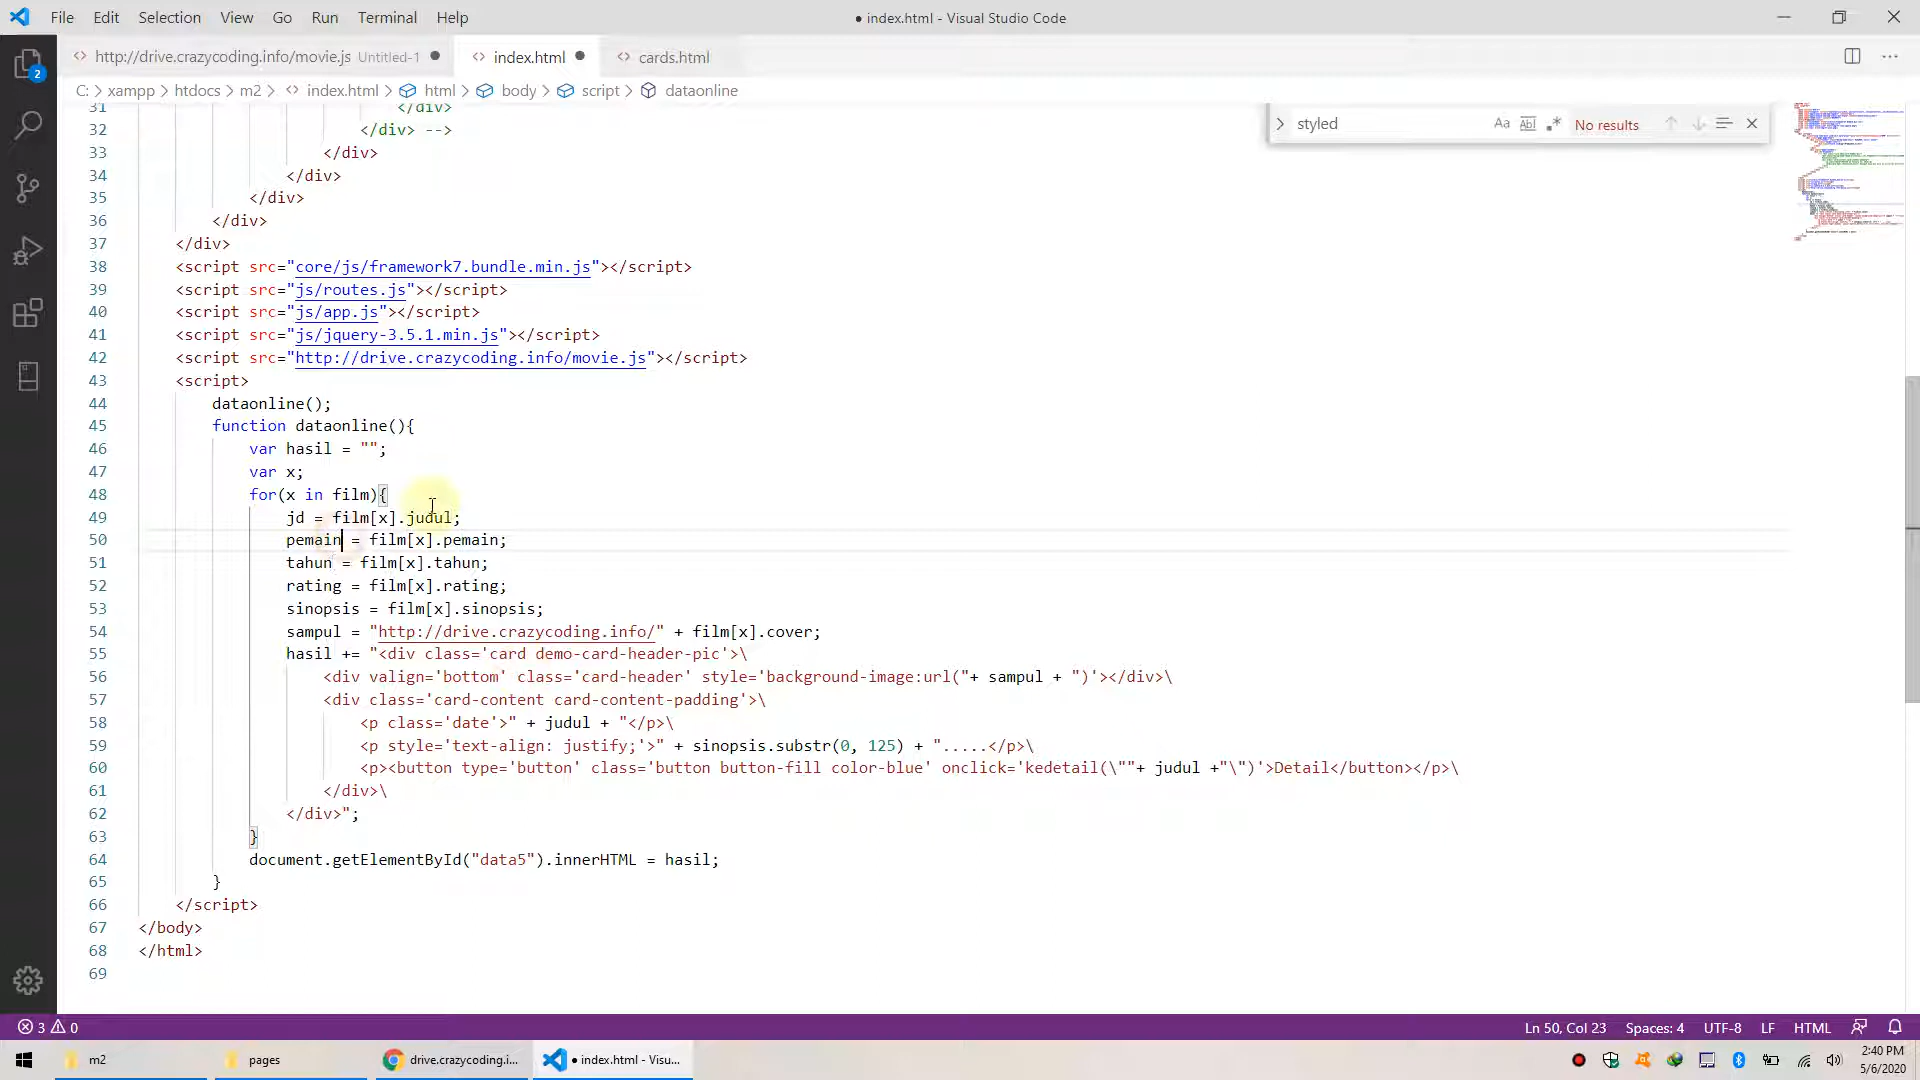 File Edit Selection View Go Run Terminal Help
● index.html - Visual Studio Code
http://drive.crazycoding.info/movie.js Untitled-1 ●
index.html ●
cards.html
C: > xampp > htdocs > m2 > index.html > html > body > script > dataonline
styled
Aa Abl .* No results
2
31 </div>
32 </div> -->
33 </div>
34 </div>
35 </div>
36 </div>
37 </div>
38 <script src="core/js/framework7.bundle.min.js"></script>
39 <script src="js/routes.js"></script>
40 <script src="js/app.js"></script>
41 <script src="js/jquery-3.5.1.min.js"></script>
42 <script src="http://drive.crazycoding.info/movie.js"></script>
43 <script>
44 dataonline();
45 function dataonline(){
46 var hasil = "";
47 var x;
48 for(x in film){
49 jd = film[x].judul;
50 pemain = film[x].pemain;
51 tahun = film[x].tahun;
52 rating = film[x].rating;
53 sinopsis = film[x].sinopsis;
54 sampul = "http://drive.crazycoding.info/" + film[x].cover;
55 hasil += "<div class='card demo-card-header-pic'>\
56 <div valign='bottom' class='card-header' style='background-image:url("+ sampul + ")'></div>\
57 <div class='card-content card-content-padding'>\
58 <p class='date'>" + judul + "</p>\
59 <p style='text-align: justify;'>" + sinopsis.substr(0, 125) + ".....</p>\
60 <p><button type='button' class='button button-fill color-blue' onclick='kedetail(\""+ judul +"\")'>Detail</button></p>\
61 </div>\
62 </div>";
63 }
64 document.getElementById("data5").innerHTML = hasil;
65 }
66 </script>
67 </body>
68 </html>
69
3 0
Ln 50, Col 23 Spaces: 4 UTF-8 LF HTML
m2
pages
drive.crazycoding.i...
● index.html - Visu...
2:40 PM
5/6/2020